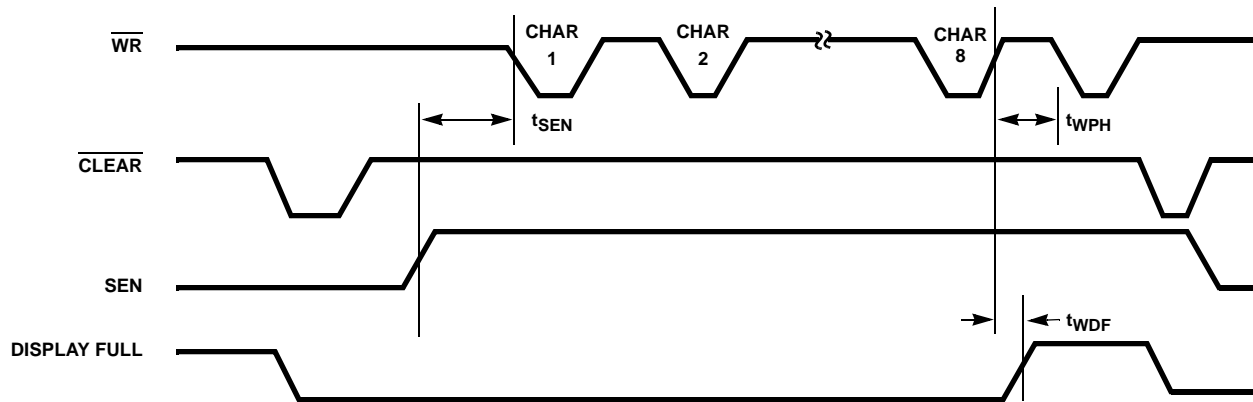 WR
CHAR
1
CHAR
2
CHAR
8
tSEN
tWPH
CLEAR
SEN
tWDF
DISPLAY FULL